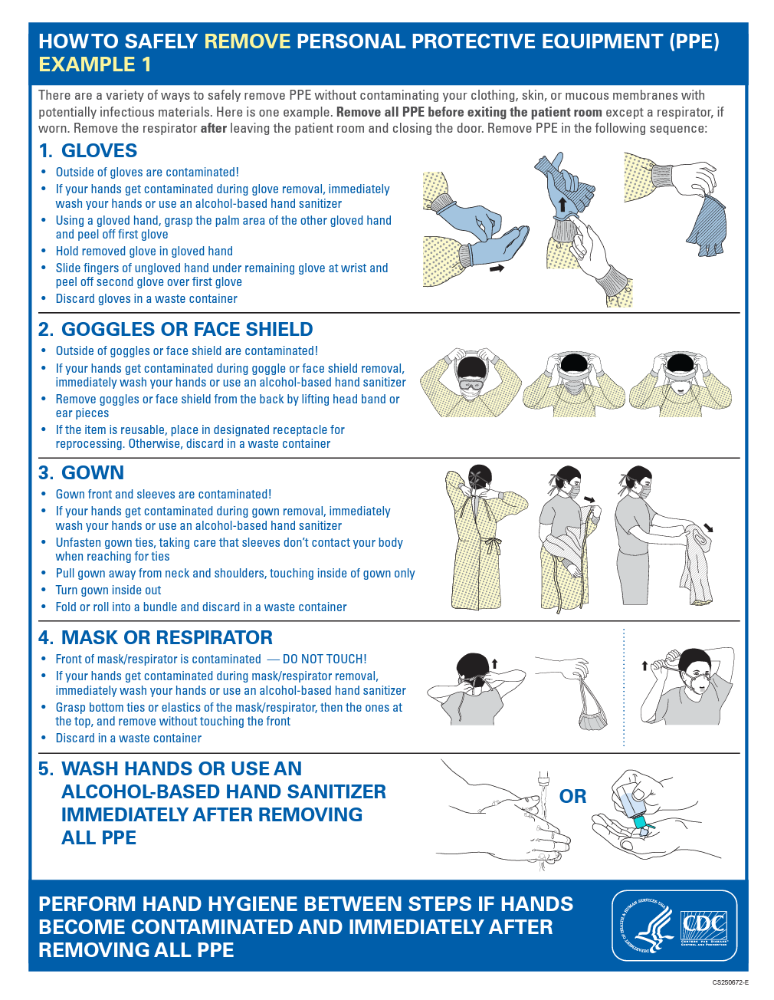 HOW TO SAFELY REMOVE PERSONAL PROTECTIVE EQUIPMENT (PPE)
EXAMPLE 1
There are a variety of ways to safely remove PPE without contaminating your clothing, skin, or mucous membranes with
potentially infectious materials. Here is one example. Remove all PPE before exiting the patient room except a respirator, if
worn. Remove the respirator after leaving the patient room and closing the door. Remove PPE in the following sequence:
1. GLOVES
• Outside of gloves are contaminated!
• If your hands get contaminated during glove removal, immediately
wash your hands or use an alcohol-based hand sanitizer
• Using a gloved hand, grasp the palm area of the other gloved hand
and peel off first glove
• Hold removed glove in gloved hand
• Slide fingers of ungloved hand under remaining glove at wrist and
peel off second glove over first glove
• Discard gloves in a waste container
2. GOGGLES OR FACE SHIELD
• Outside of goggles or face shield are contaminated!
• If your hands get contaminated during goggle or face shield removal,
immediately wash your hands or use an alcohol-based hand sanitizer
• Remove goggles or face shield from the back by lifting head band or
ear pieces
• If the item is reusable, place in designated receptacle for
reprocessing. Otherwise, discard in a waste container
3. GOWN
• Gown front and sleeves are contaminated!
• If your hands get contaminated during gown removal, immediately
wash your hands or use an alcohol-based hand sanitizer
• Unfasten gown ties, taking care that sleeves don't contact your body
when reaching for ties
• Pull gown away from neck and shoulders, touching inside of gown only
• Turn gown inside out
• Fold or roll into a bundle and discard in a waste container
4. MASK OR RESPIRATOR
• Front of mask/respirator is contaminated — DO NOT TOUCH!
• If your hands get contaminated during mask/respirator removal,
immediately wash your hands or use an alcohol-based hand sanitizer
• Grasp bottom ties or elastics of the mask/respirator, then the ones at
the top, and remove without touching the front
• Discard in a waste container
5. WASH HANDS OR USE AN
ALCOHOL-BASED HAND SANITIZER
IMMEDIATELY AFTER REMOVING
ALL PPE
OR
PERFORM HAND HYGIENE BETWEEN STEPS IF HANDS
BECOME CONTAMINATED AND IMMEDIATELY AFTER
REMOVING ALL PPE
DEPARTMENT OF HEALTH & HUMAN SERVICES USA
CDC
CENTERS FOR DISEASE
CONTROL AND PREVENTION
CS250672-E